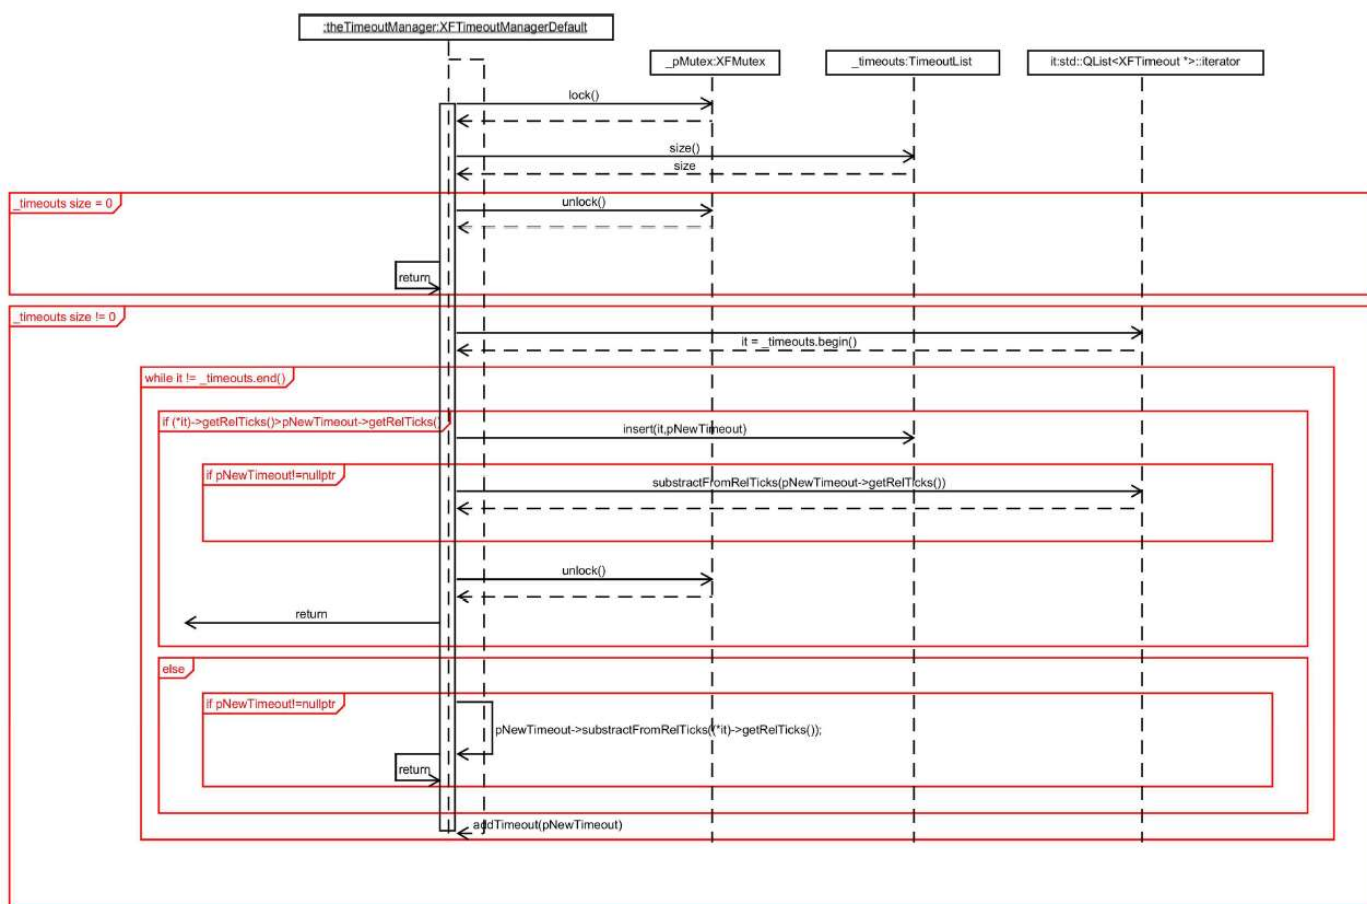 :theTimeoutManager:XFTimeoutManagerDefault
_pMutex:XFMutex
_timeouts:TimeoutList
it:std::QList<XFTimeout *>::iterator
lock()
size()
size
_timeouts size = 0
unlock()
return
_timeouts size != 0
it = _timeouts.begin()
while it != _timeouts.end()
if (*it)->getRelTicks()>pNewTimeout->getRelTicks()
insert(it,pNewTimeout)
if pNewTimeout!=nullptr
substractFromRelTicks(pNewTimeout->getRelTicks())
unlock()
return
else
if pNewTimeout!=nullptr
pNewTimeout->substractFromRelTicks((*it)->getRelTicks());
return
addTimeout(pNewTimeout)